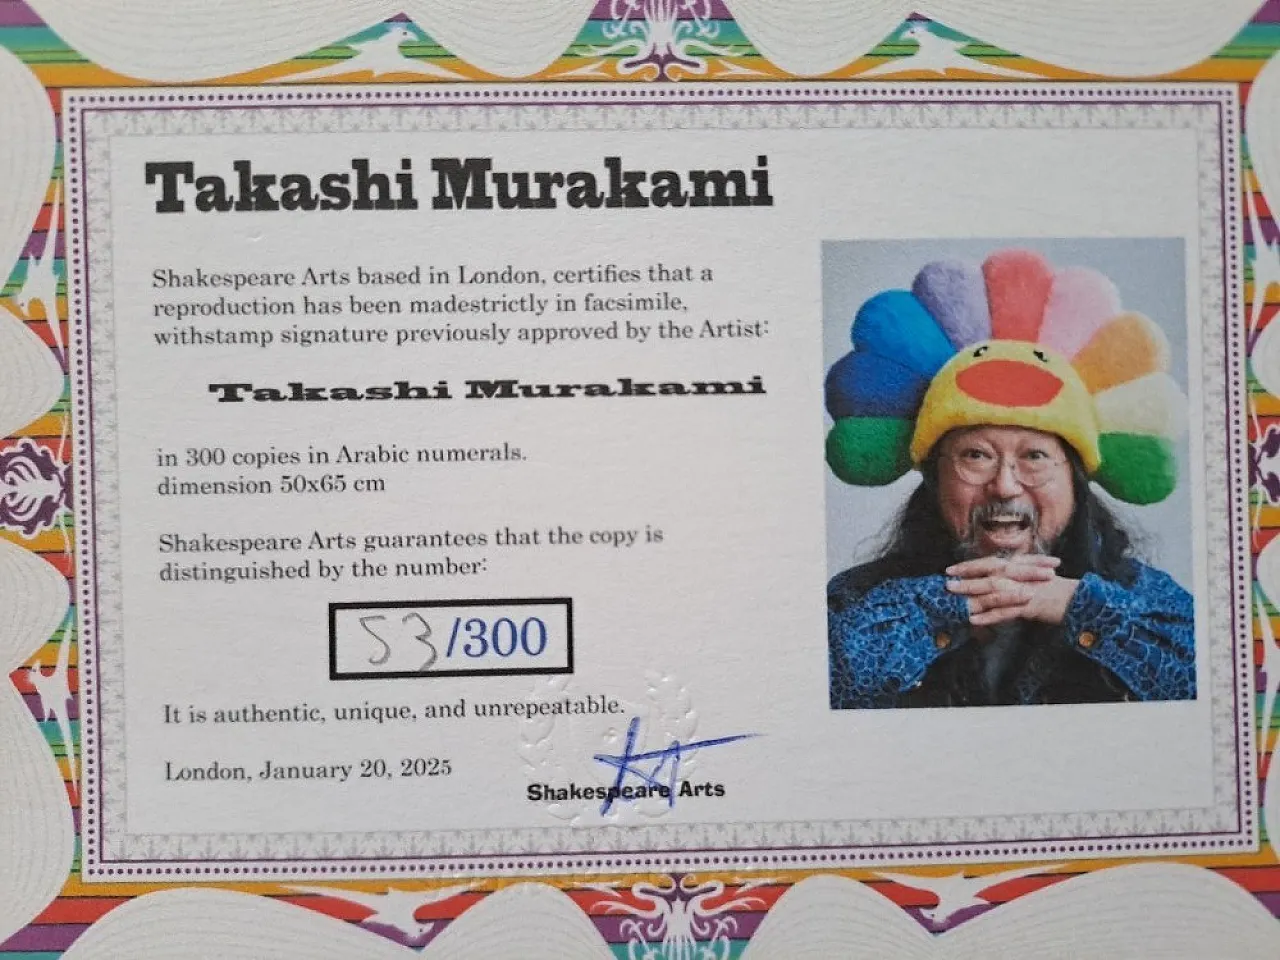 Takashi Murakami
Shakespeare Arts based in London, certifies that a
reproduction has been madestrictly in facsimile,
withstamp signature previously approved by the Artist:
Takashi Murakami
in 300 copies in Arabic numerals.
dimension 50x65 cm
Shakespeare Arts guarantees that the copy is
distinguished by the number:
53/300
It is authentic, unique, and unrepeatable.
London, January 20, 2025
Shakespeare Arts